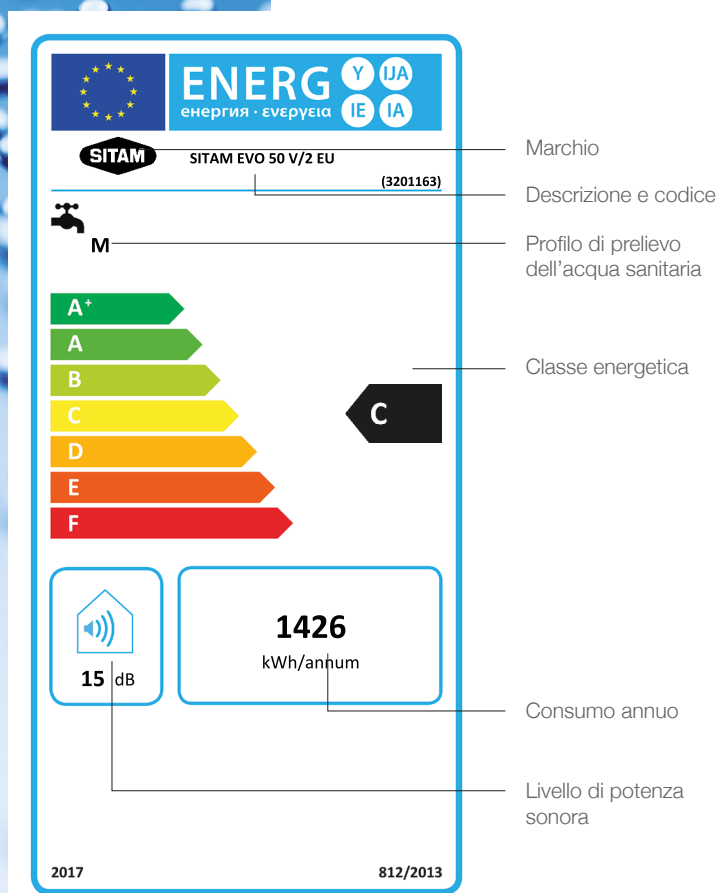 ENERG
Y IJA
енергия · ενεργεια
IE IA
SITAM
SITAM EVO 50 V/2 EU
(3201163)
Marchio
Descrizione e codice
M
Profilo di prelievo
dell'acqua sanitaria
A+
A
B
C
D
E
F
C
Classe energetica
15 dB
1426
kWh/annum
Consumo annuo
Livello di potenza
sonora
2017
812/2013